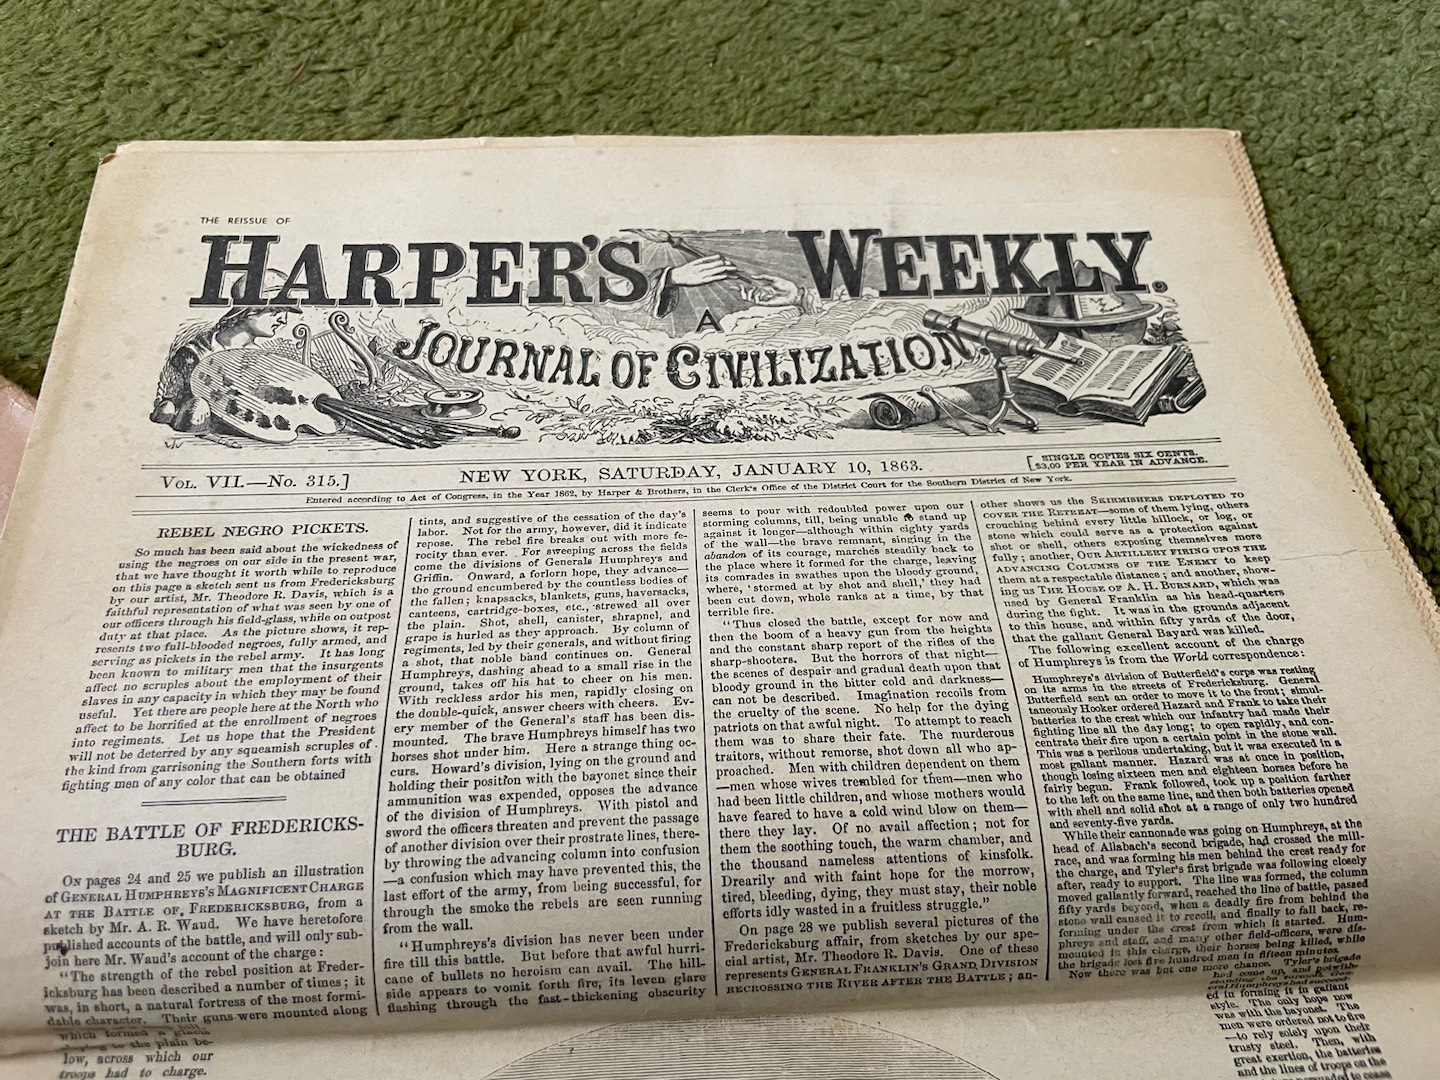 THE REISSUE OF
HARPER'S WEEKLY.
A
JOURNAL OF CIVILIZATION
VOL. VII.—No. 315.]
NEW YORK, SATURDAY, JANUARY 10, 1863.
[SINGLE COPIES SIX CENTS.
$3,00 PER YEAR IN ADVANCE.
Entered according to Act of Congress, in the Year 1862, by Harper & Brothers, in the Clerk's Office of the District Court for the Southern District of New York.
REBEL NEGRO PICKETS.
So much has been said about the wickedness of
using the negroes on our side in the present war,
that we have thought it worth while to reproduce
on this page a sketch sent us from Fredericksburg
by our artist, Mr. Theodore R. Davis, which is a
faithful representation of what was seen by one of
our officers through his field-glass, while on outpost
duty at that place. As the picture shows, it rep-
resents two full-blooded negroes, fully armed, and
serving as pickets in the rebel army. It has long
been known to military men that the insurgents
affect no scruples about the employment of their
slaves in any capacity in which they may be found
useful. Yet there are people here at the North who
affect to be horrified at the enrollment of negroes
into regiments. Let us hope that the President
will not be deterred by any squeamish scruples of
the kind from garrisoning the Southern forts with
fighting men of any color that can be obtained
THE BATTLE OF FREDERICKS-
BURG.
ON pages 24 and 25 we publish an illustration
of GENERAL HUMPHREYS'S MAGNIFICENT CHARGE
AT THE BATTLE OF FREDERICKSBURG, from a
sketch by Mr. A. R. Waud. We have heretofore
published accounts of the battle, and will only sub-
join here Mr. Waud's account of the charge:
"The strength of the rebel position at Freder-
icksburg has been described a number of times; it
was, in short, a natural fortress of the most formi-
dable character. Their guns were mounted along
which formed a glacis
sloping to the plain be-
low, across which our
troops had to charge.
tints, and suggestive of the cessation of the day's
labor. Not for the army, however, did it indicate
repose. The rebel fire breaks out with more fe-
rocity than ever. For sweeping across the fields
come the divisions of Generals Humphreys and
Griffin. Onward, a forlorn hope, they advance—
the ground encumbered by the countless bodies of
the fallen; knapsacks, blankets, guns, haversacks,
canteens, cartridge-boxes, etc., strewed all over
the plain. Shot, shell, canister, shrapnel, and
grape is hurled as they approach. By column of
regiments, led by their generals, and without firing
a shot, that noble band continues on. General
Humphreys, dashing ahead to a small rise in the
ground, takes off his hat to cheer on his men.
With reckless ardor his men, rapidly closing on
the double-quick, answer cheers with cheers. Ev-
ery member of the General's staff has been dis-
mounted. The brave Humphreys himself has two
horses shot under him. Here a strange thing oc-
curs. Howard's division, lying on the ground and
holding their position with the bayonet since their
ammunition was expended, opposes the advance
of the division of Humphreys. With pistol and
sword the officers threaten and prevent the passage
of another division over their prostrate lines, there-
by throwing the advancing column into confusion
—a confusion which may have prevented this, the
last effort of the army, from being successful, for
through the smoke the rebels are seen running
from the wall.
"Humphreys's division has never been under
fire till this battle. But before that awful hurri-
cane of bullets no heroism can avail. The hill-
side appears to vomit forth fire, its leven glare
flashing through the fast-thickening obscurity
seems to pour with redoubled power upon our
storming columns, till, being unable to stand up
against it longer—although within eighty yards
of the wall—the brave remnant, singing in the
abandon of its courage, marches steadily back to
the place where it formed for the charge, leaving
its comrades in swathes upon the bloody ground,
where, 'stormed at by shot and shell,' they had
been cut down, whole ranks at a time, by that
terrible fire.
"Thus closed the battle, except for now and
then the boom of a heavy gun from the heights
and the constant sharp report of the rifles of the
sharp-shooters. But the horrors of that night—
the scenes of despair and gradual death upon that
bloody ground in the bitter cold and darkness—
can not be described. Imagination recoils from
the cruelty of the scene. No help for the dying
patriots on that awful night. To attempt to reach
them was to share their fate. The murderous
traitors, without remorse, shot down all who ap-
proached. Men with children dependent on them
—men whose wives trembled for them—men who
had been little children, and whose mothers would
have feared to have a cold wind blow on them—
there they lay. Of no avail affection; not for
them the soothing touch, the warm chamber, and
the thousand nameless attentions of kinsfolk.
Drearily and with faint hope for the morrow,
tired, bleeding, dying, they must stay, their noble
efforts idly wasted in a fruitless struggle."
On page 28 we publish several pictures of the
Fredericksburg affair, from sketches by our spe-
cial artist, Mr. Theodore R. Davis. One of these
represents GENERAL FRANKLIN'S GRAND DIVISION
RECROSSING THE RIVER AFTER THE BATTLE; an-
other shows us the SKIRMISHERS DEPLOYED TO
COVER THE RETREAT—some of them lying, others
crouching behind every little hillock, or log, or
stone which could serve as a protection against
shot or shell, others exposing themselves more
fully; another, OUR ARTILLERY FIRING UPON THE
ADVANCING COLUMNS OF THE ENEMY to keep
them at a respectable distance; and another, show-
ing us THE HOUSE OF A. H. BURNARD, which was
used by General Franklin as his head-quarters
during the fight. It was in the grounds adjacent
to this house, and within fifty yards of the door,
that the gallant General Bayard was killed.
The following excellent account of the charge
of Humphreys is from the World correspondence:
Humphreys's division of Butterfield's corps was resting
on its arms in the streets of Fredericksburg. General
Butterfield sent an order to move it to the front; simul-
taneously Hooker ordered Hazard and Frank to take their
batteries to the crest which our infantry had made their
fighting line all the day long; to open rapidly, and con-
centrate their fire upon a certain point in the stone wall.
This was a perilous undertaking, but it was executed in a
most gallant manner. Hazard was at once in position,
though losing sixteen men and eighteen horses before he
fairly begun. Frank followed, took up a position farther
to the left on the same line, and then both batteries opened
with shell and solid shot at a range of only two hundred
and seventy-five yards.
While their cannonade was going on Humphreys, at the
head of Allabach's second brigade, had crossed the mill-
race, and was forming his men behind the crest ready for
charge, and Tyler's first brigade was following closely
after, ready to support. The line was formed, the column
moved gallantly forward, reached the line of battle, passed
fifty yards beyond, when a deadly fire from behind the
stone wall caused it to recoil, and finally to fall back, re-
forming under the crest from which it started. Hum-
phreys and staff, and many other field-officers, were dis-
mounted in this charge, their horses being killed, while
the brigade lost five hundred men in fifteen minutes.
Now there was but one more chance. Tyler's brigade
had come up, and
ed in forming it in gallant
style. The only hope now
was with the bayonet. The
men were ordered not to fire
—to rely solely upon their
trusty steel. Then, with
great exertion, the batteries
and the lines of troops on the